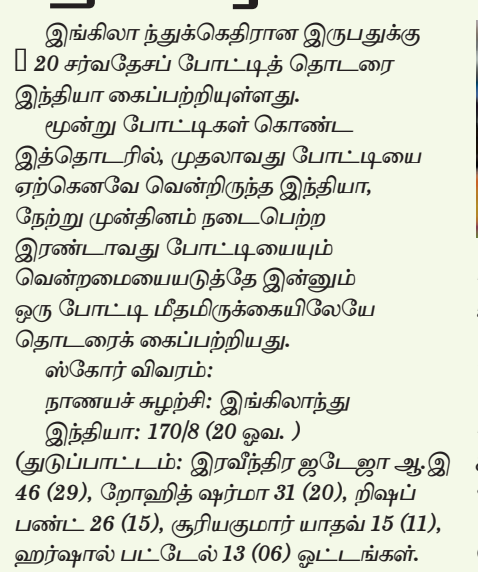 இங்கிலா ந்துக்கெதிரான இருபதுக்கு
20 சர்வதேசப் போட்டித் தொடரை
இந்தியா கைப்பற்றியுள்ளது.
மூன்று போட்டிகள் கொண்ட
இத்தொடரில், முதலாவது போட்டியை
ஏற்கெனவே வென்றிருந்த இந்தியா,
நேற்று முன்தினம் நடைபெற்ற
இரண்டாவது போட்டியையும்
வென்றமையையடுத்தே இன்னும்
ஒரு போட்டி மீதமிருக்கையிலேயே
தொடரைக் கைப்பற்றியது.
ஸ்கோர் விவரம்:
நாணயச் சுழற்சி: இங்கிலாந்து
இந்தியா: 170/8 (20 ஓவ. )
(துடுப்பாட்டம்: இரவீந்திர ஜடேஜா ஆ.இ
46 (29), றோஹித் ஷர்மா 31 (20), றிஷப்
பண்ட் 26 (15), சூரியகுமார் யாதவ் 15 (11),
ஹர்ஷால் பட்டேல் 13 (06) ஓட்டங்கள்.